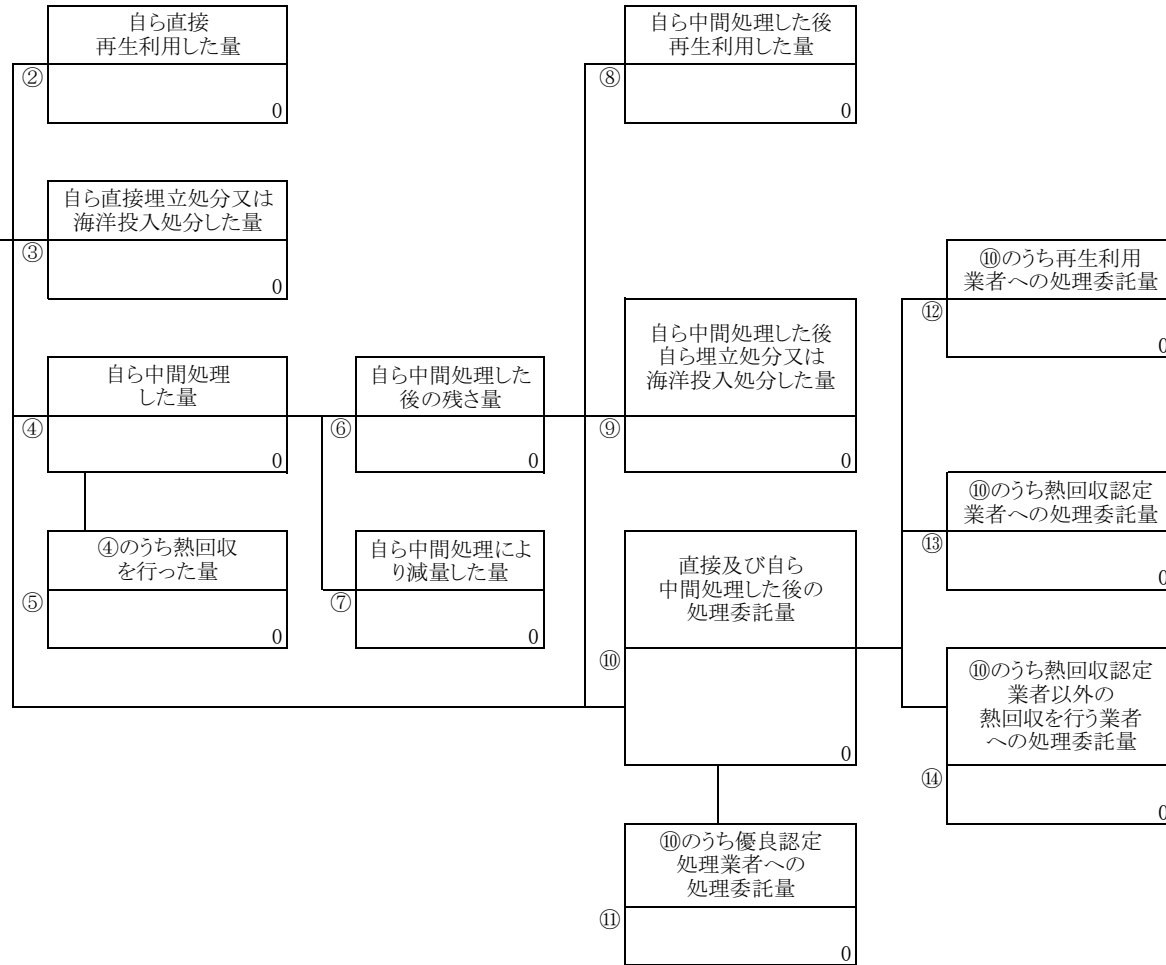 自ら直接
再生利用した量
②
0
自ら中間処理した後
再生利用した量
⑧
0
自ら直接埋立処分又は
海洋投入処分した量
③
0
⑩のうち再生利用
業者への処理委託量
⑫
0
自ら中間処理
した量
④
0
自ら中間処理した
後の残さ量
⑥
0
自ら中間処理した後
自ら埋立処分又は
海洋投入処分した量
⑨
0
⑩のうち熱回収認定
業者への処理委託量
⑬
0
④のうち熱回収
を行った量
⑤
0
自ら中間処理によ
り減量した量
⑦
0
直接及び自ら
中間処理した後の
処理委託量
⑩
0
⑩のうち熱回収認定
業者以外の
熱回収を行う業者
への処理委託量
⑭
0
⑩のうち優良認定
処理業者への
処理委託量
⑪
0